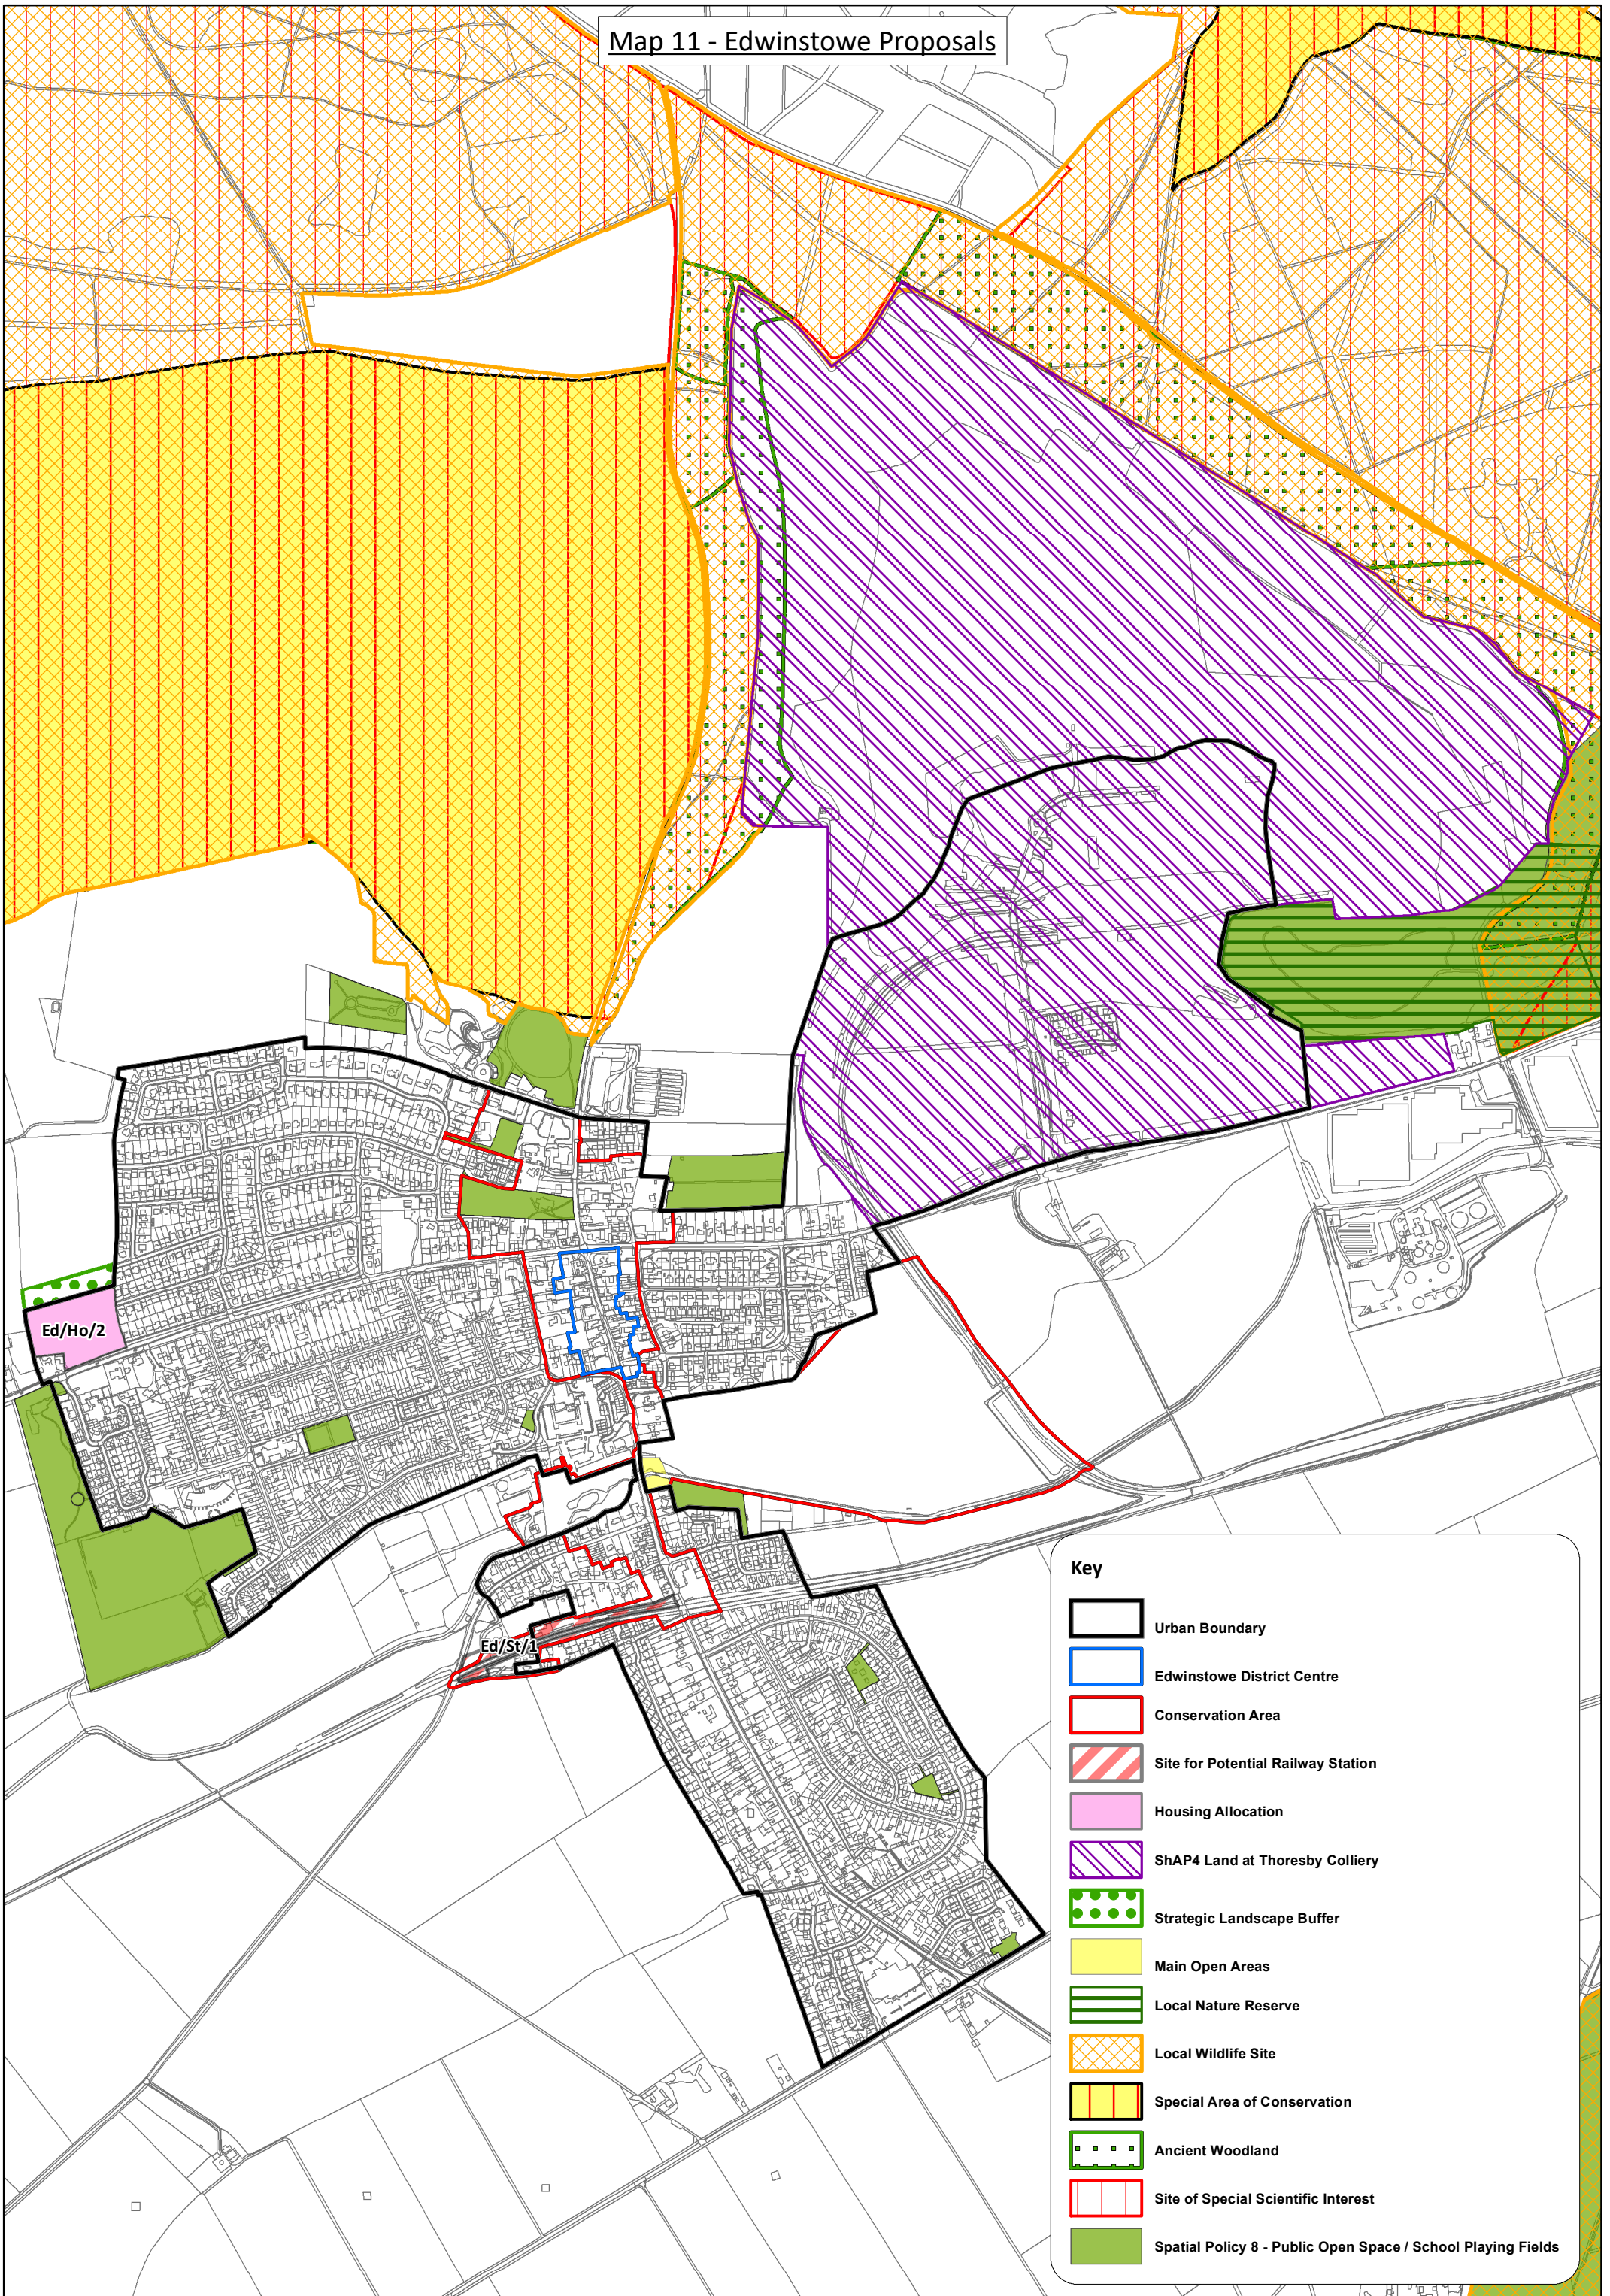 Map 11 - Edwinstowe Proposals
Ed/Ho/2
Ed/St/1
Key
Urban Boundary
Edwinstowe District Centre
Conservation Area
Site for Potential Railway Station
Housing Allocation
ShAP4 Land at Thoresby Colliery
Strategic Landscape Buffer
Main Open Areas
Local Nature Reserve
Local Wildlife Site
Special Area of Conservation
Ancient Woodland
Site of Special Scientific Interest
Spatial Policy 8 - Public Open Space / School Playing Fields